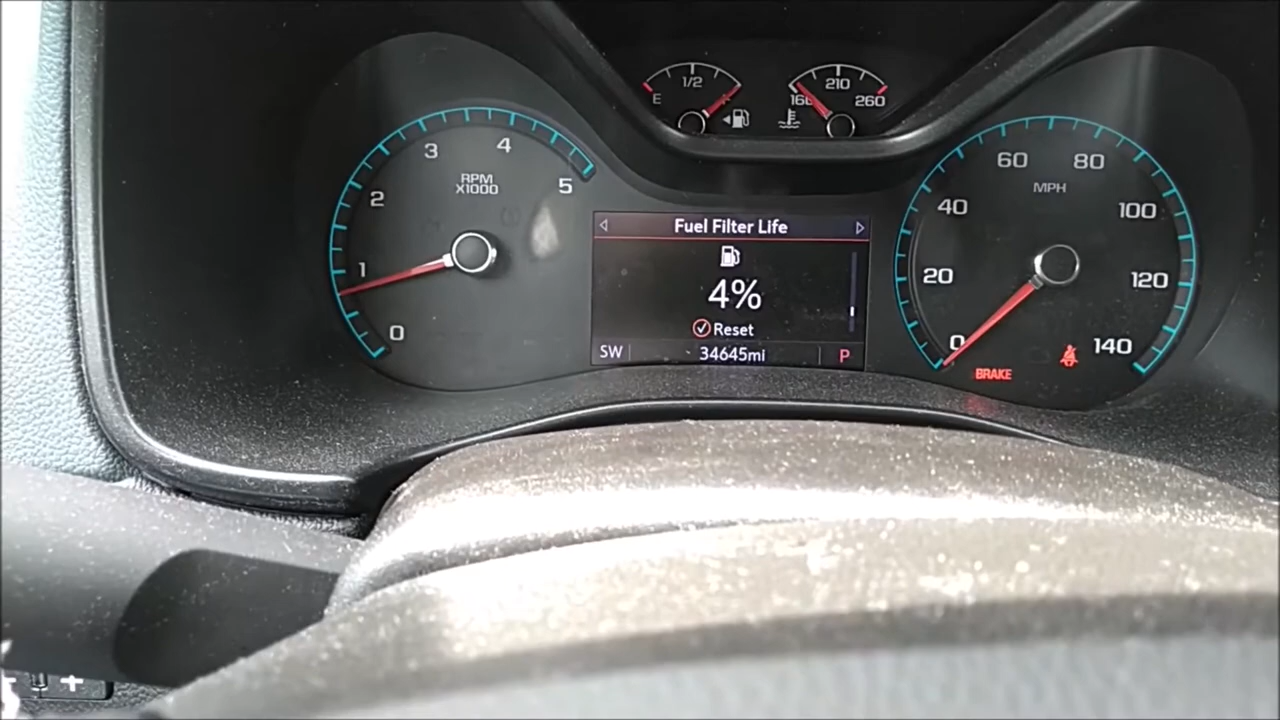 E 1/2
160 210 260
0 1 2 3 4 5
RPM
X1000
Fuel Filter Life
4%
Reset
SW 34645mi P
0 20 40 60 80 100 120 140
MPH
BRAKE
- +